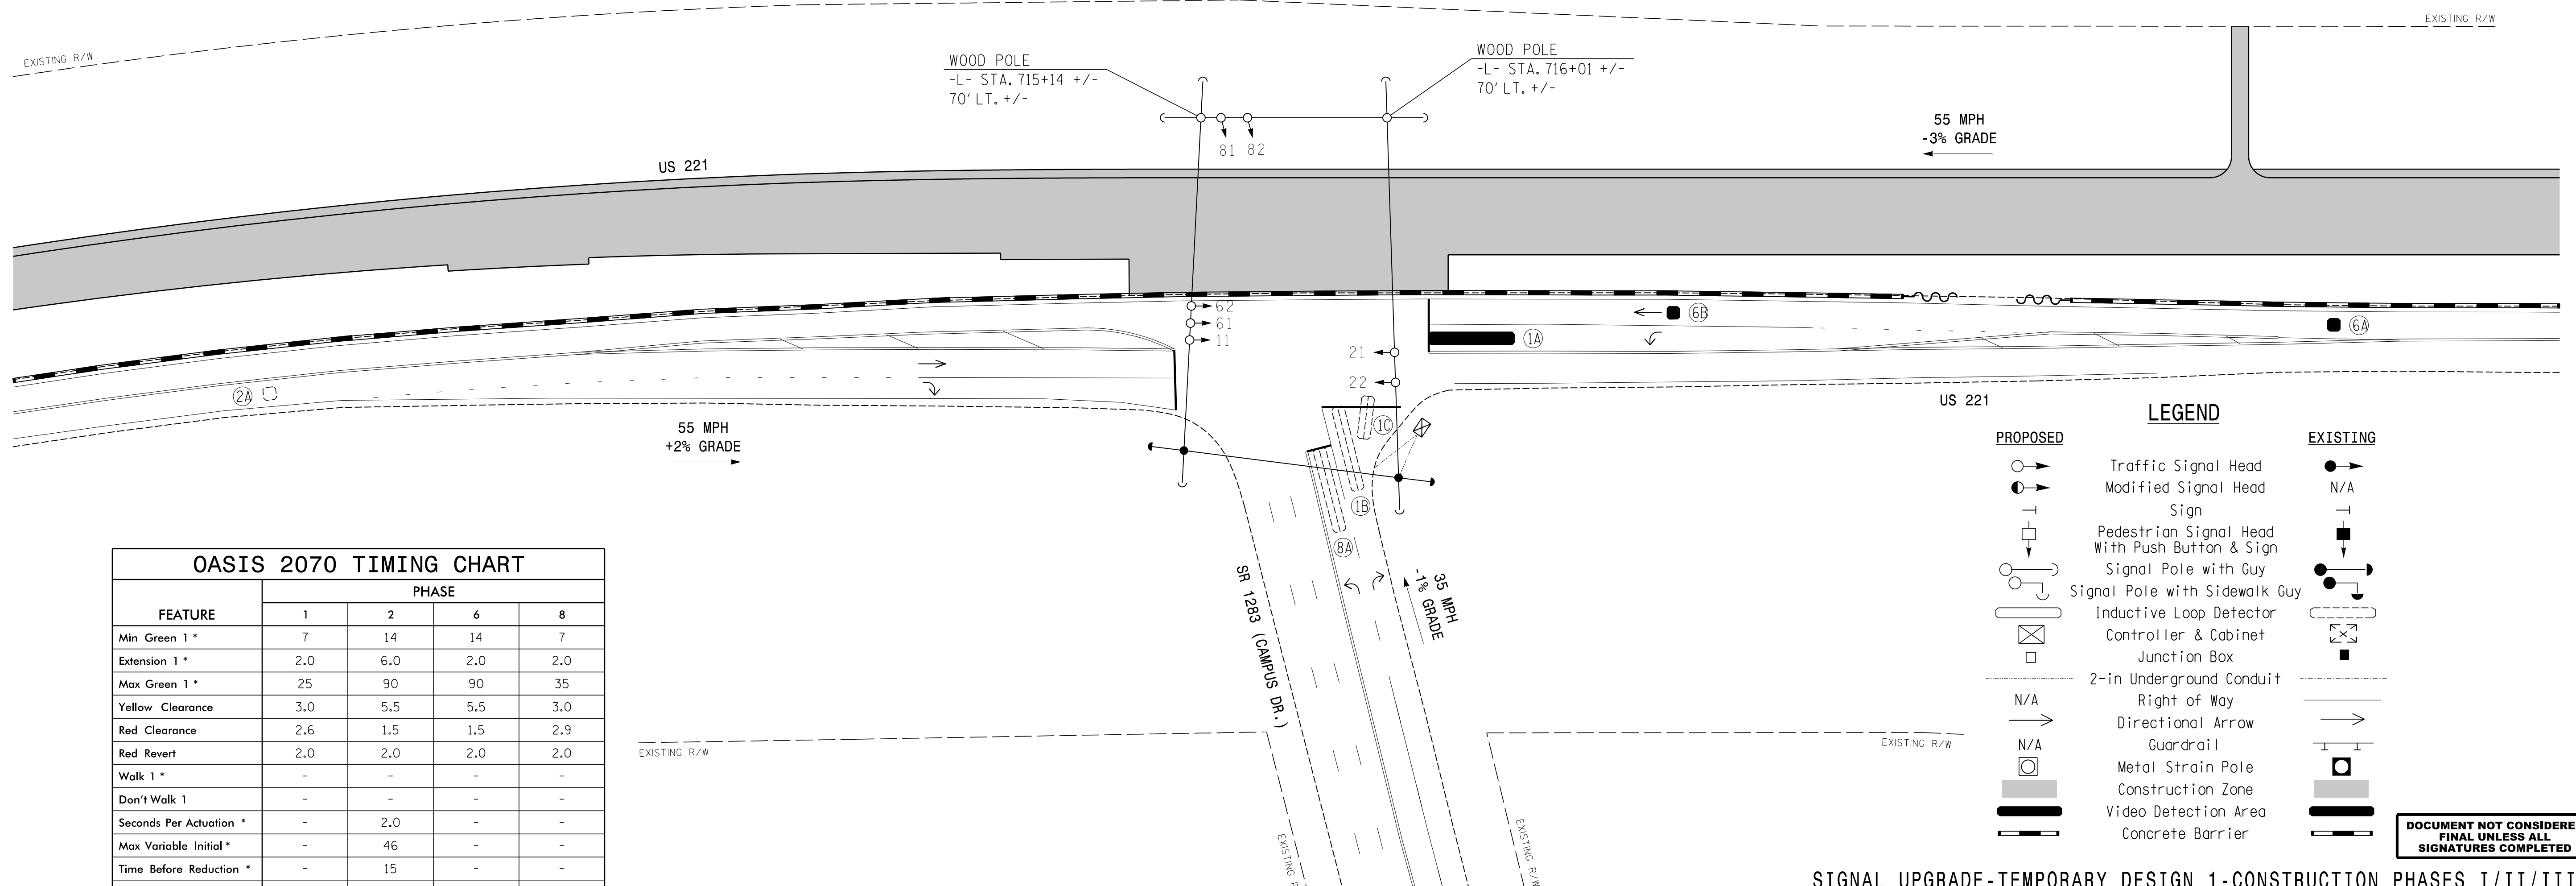 EXISTING R/W
EXISTING R/W
WOOD POLE
-L- STA. 715+14 +/-
70' LT. +/-
WOOD POLE
-L- STA. 716+01 +/-
70' LT. +/-
55 MPH
-3% GRADE
81 82
US 221
62
61
11
21
22
6B
1A
6A
2A
1C
1B
8A
55 MPH
+2% GRADE
US 221
SR 1283 (CAMPUS DR.)
35 MPH
-1% GRADE
EXISTING R/W
EXISTING R/W
EXISTING
EXISTING R/W
LEGEND
PROPOSED EXISTING
Traffic Signal Head
Modified Signal Head N/A
Sign
Pedestrian Signal Head
With Push Button & Sign
Signal Pole with Guy
Signal Pole with Sidewalk Guy
Inductive Loop Detector
Controller & Cabinet
Junction Box
2-in Underground Conduit
N/A Right of Way
Directional Arrow
N/A Guardrail
Metal Strain Pole
Construction Zone
Video Detection Area
Concrete Barrier
OASIS 2070 TIMING CHART
PHASE
FEATURE 1 2 6 8
Min Green 1 * 7 14 14 7
Extension 1 * 2.0 6.0 2.0 2.0
Max Green 1 * 25 90 90 35
Yellow Clearance 3.0 5.5 5.5 3.0
Red Clearance 2.6 1.5 1.5 2.9
Red Revert 2.0 2.0 2.0 2.0
Walk 1 * - - - -
Don't Walk 1 - - - -
Seconds Per Actuation * - 2.0 - -
Max Variable Initial * - 46 - -
Time Before Reduction * - 15 - -
DOCUMENT NOT CONSIDERE
FINAL UNLESS ALL
SIGNATURES COMPLETED
SIGNAL UPGRADE-TEMPORARY DESIGN 1-CONSTRUCTION PHASES I/II/III